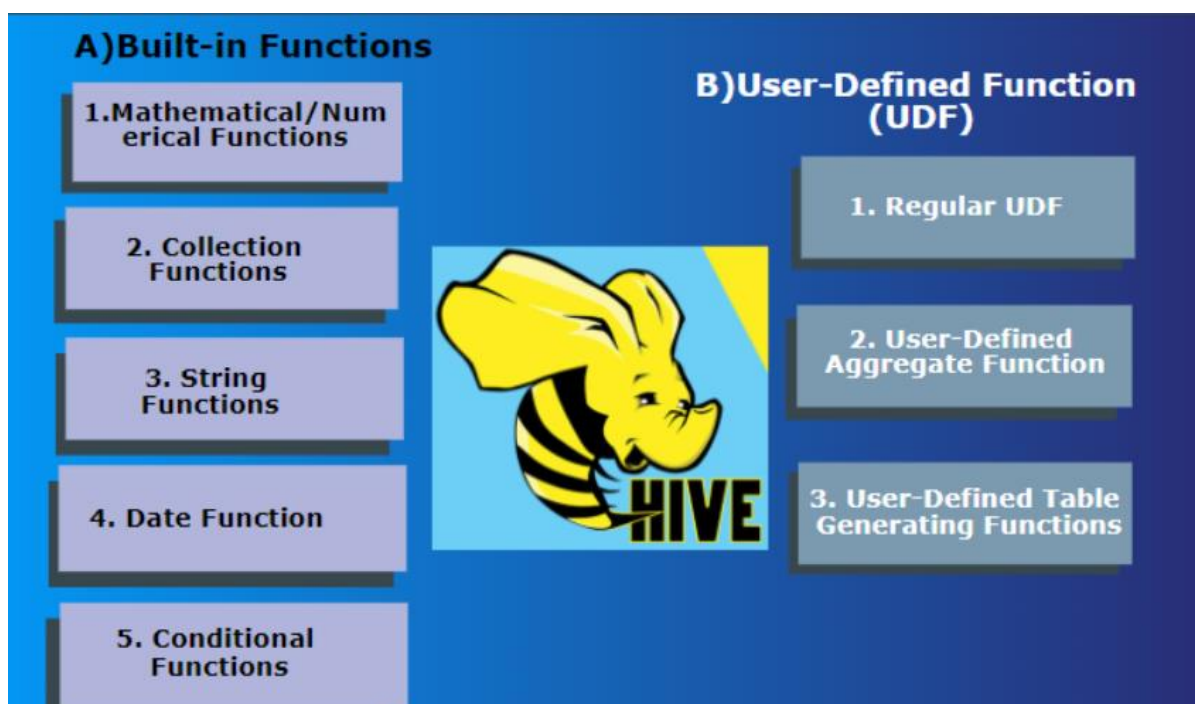 A)Built-in Functions
1.Mathematical/Num
erical Functions
2. Collection
Functions
3. String
Functions
4. Date Function
5. Conditional
Functions
HIVE
B)User-Defined Function
(UDF)
1. Regular UDF
2. User-Defined
Aggregate Function
3. User-Defined Table
Generating Functions